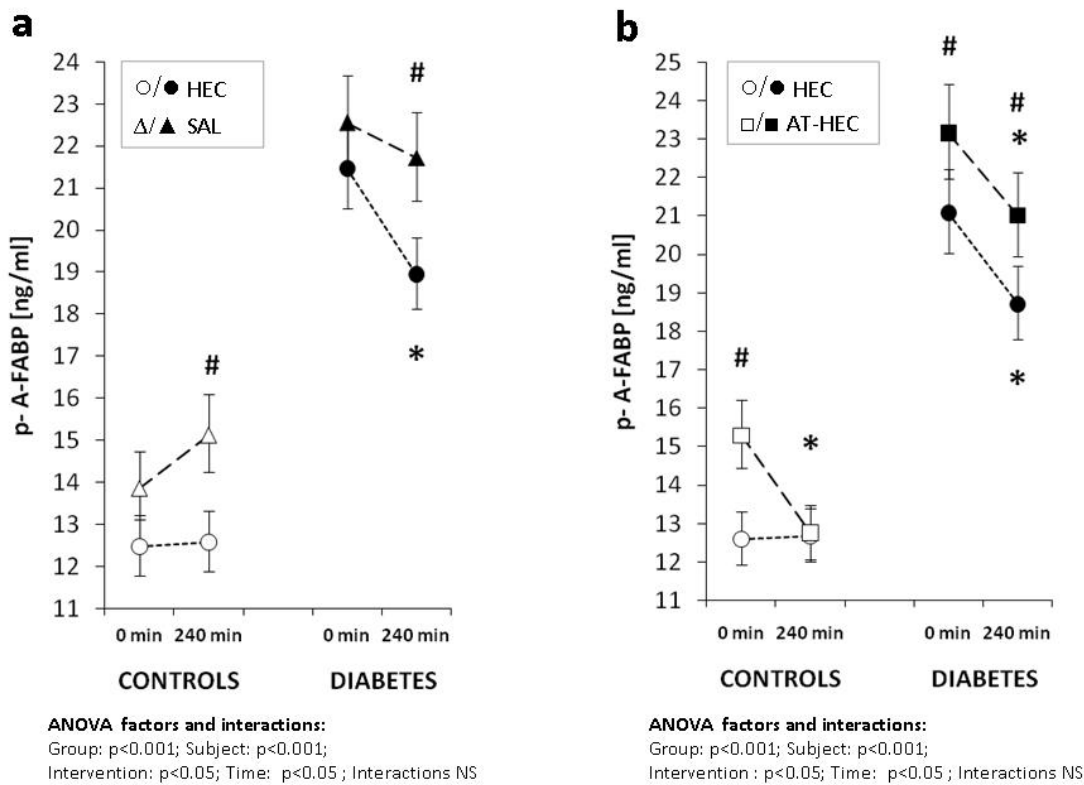 a
24
23
22
21
20
19
18
17
16
15
14
13
12
11
p- A-FABP [ng/ml]
○/● HEC
∆/▲ SAL
#
#
*
0 min 240 min 0 min 240 min
CONTROLS DIABETES
ANOVA factors and interactions:
Group: p<0.001; Subject: p<0.001;
Intervention: p<0.05; Time: p<0.05 ; Interactions NS
b
25
24
23
22
21
20
19
18
17
16
15
14
13
12
11
p- A-FABP [ng/ml]
○/● HEC
□/■ AT-HEC
#
#
*
#
*
*
0 min 240 min 0 min 240 min
CONTROLS DIABETES
ANOVA factors and interactions:
Group: p<0.001; Subject: p<0.001;
Intervention : p<0.05; Time: p<0.05 ; Interactions NS